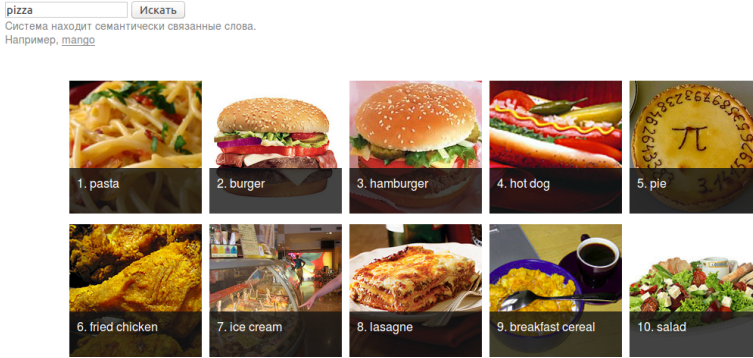 pizza Искать
Система находит семантически связанные слова.
Например, mango
1. pasta
2. burger
3. hamburger
4. hot dog
5. pie
6. fried chicken
7. ice cream
8. lasagne
9. breakfast cereal
10. salad
π